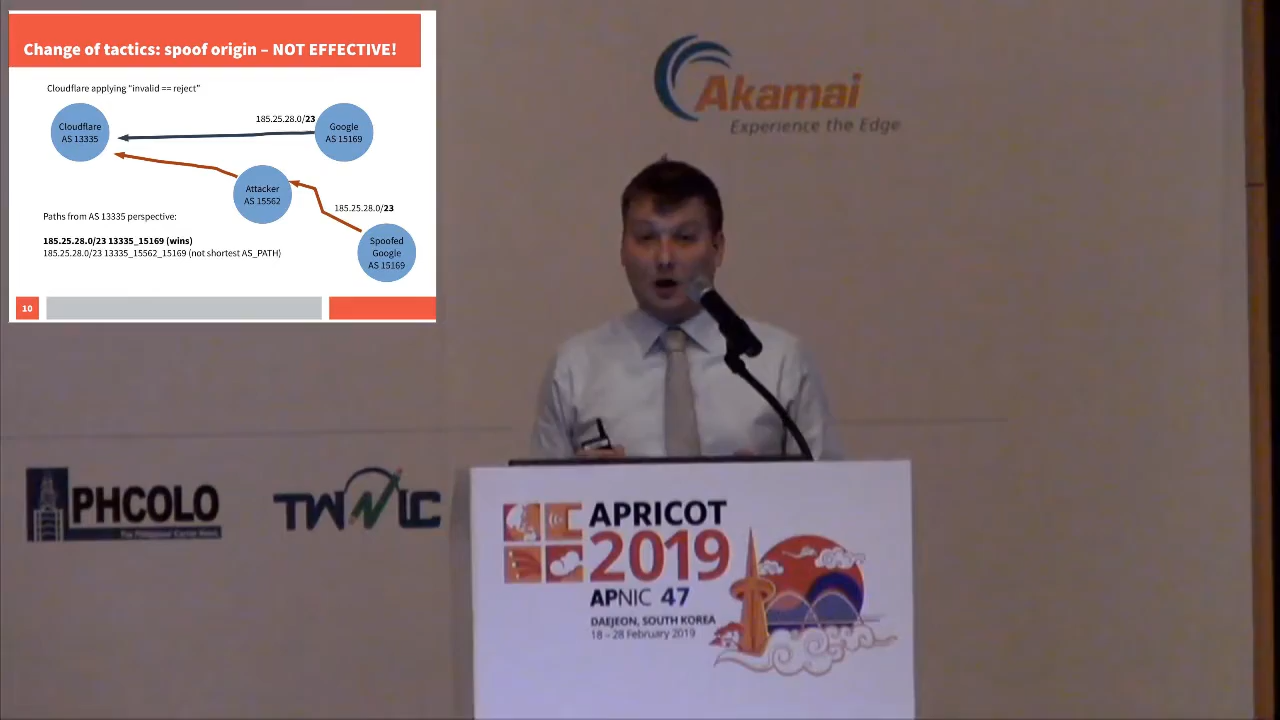 Change of tactics: spoof origin – NOT EFFECTIVE!
Cloudflare applying "invalid == reject"
185.25.28.0/23
Cloudflare
AS 13335
Google
AS 15169
Attacker
AS 15562
185.25.28.0/23
Paths from AS 13335 perspective:
185.25.28.0/23 13335_15169 (wins)
185.25.28.0/23 13335_15562_15169 (not shortest AS_PATH)
Spoofed
Google
AS 15169
10
Akamai
Experience the Edge
PHCOLO
TWNIC
APRICOT
2019
APNIC 47
DAEJEON, SOUTH KOREA
18 – 28 February 2019